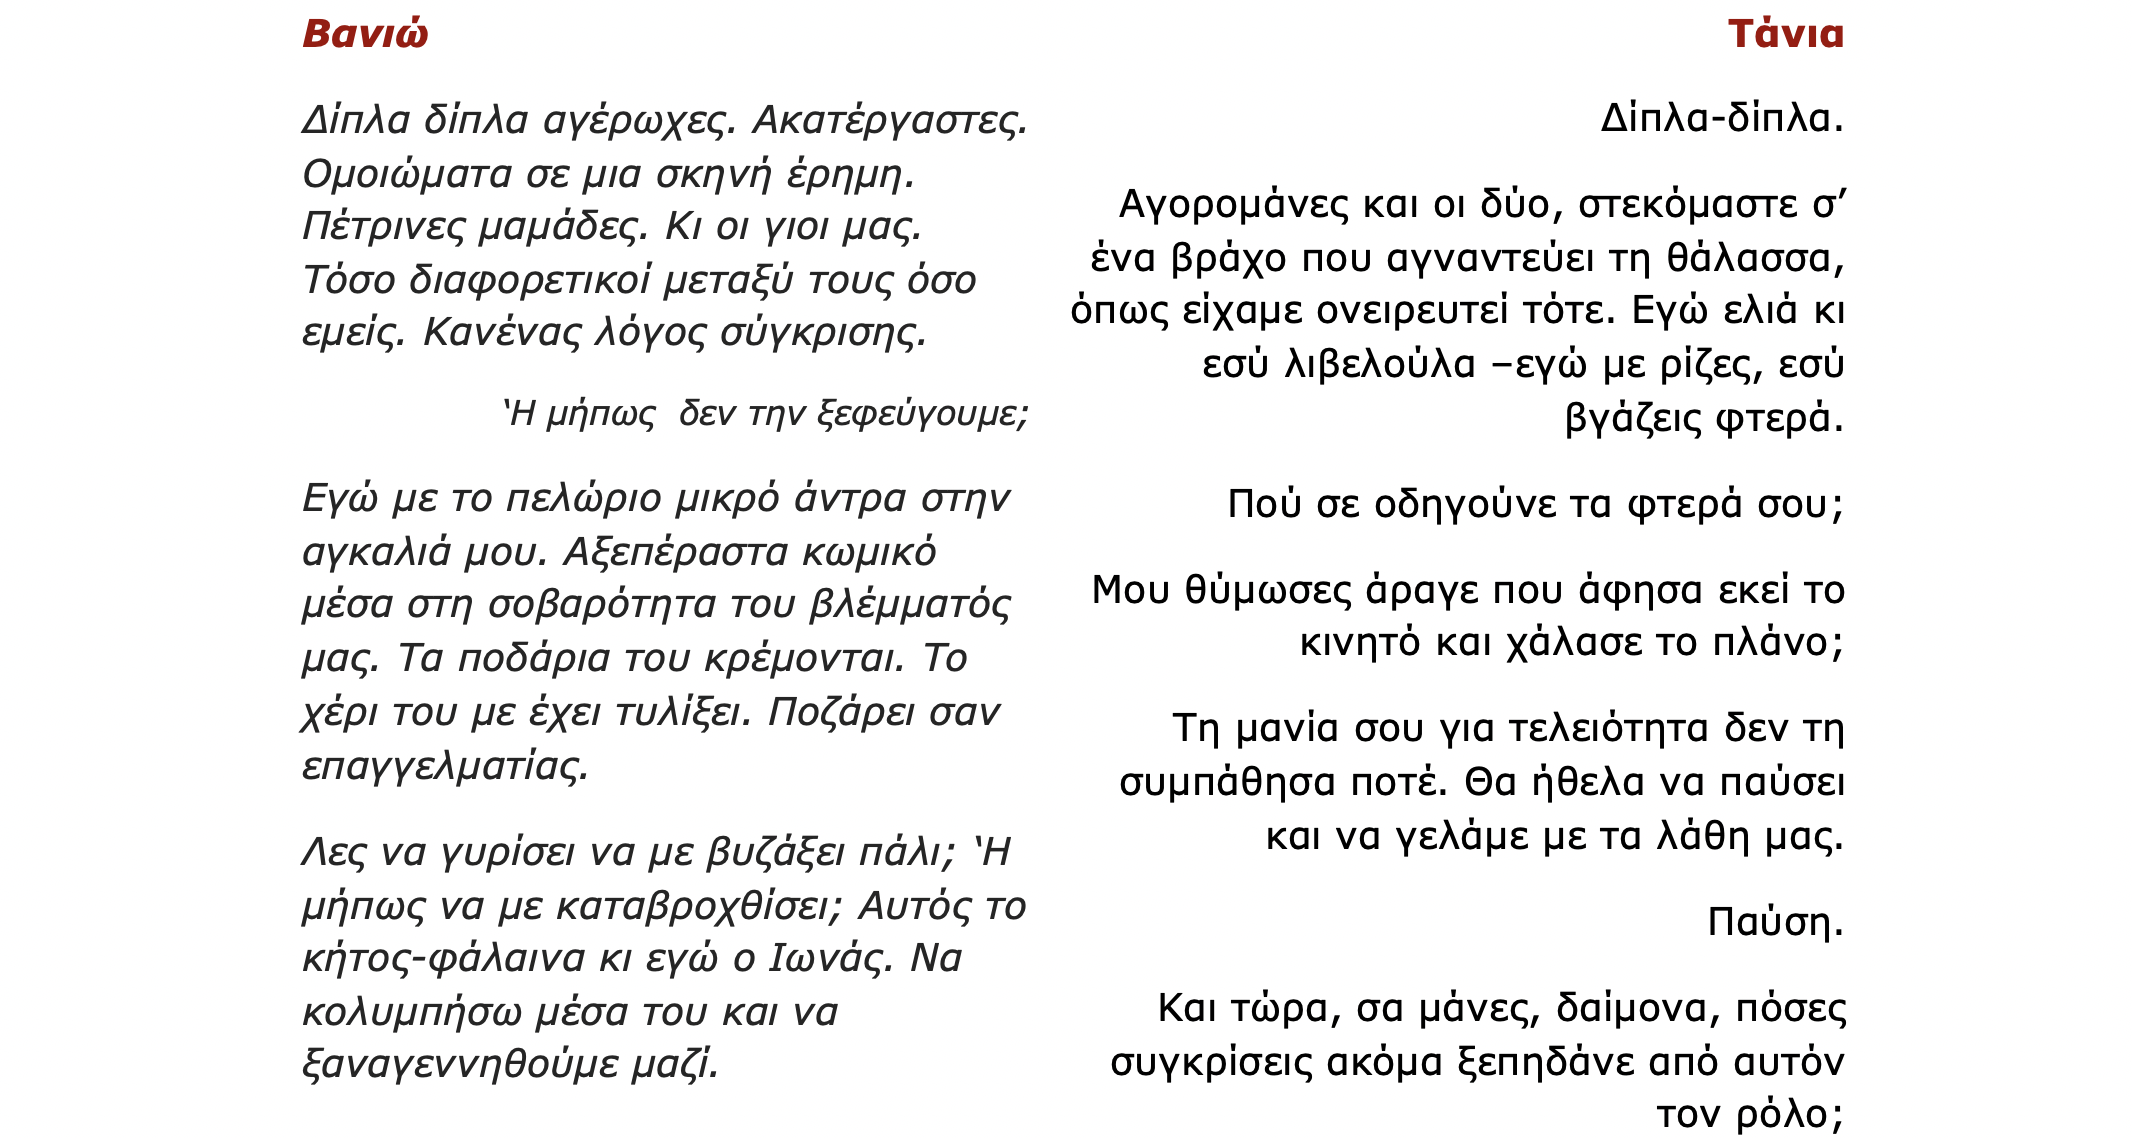 Βανιώ
Δίπλα δίπλα αγέρωχες. Ακατέργαστες.
Ομοιώματα σε μια σκηνή έρημη.
Πέτρινες μαμάδες. Κι οι γιοι μας.
Τόσο διαφορετικοί μεταξύ τους όσο
εμείς. Κανένας λόγος σύγκρισης.
‘Η μήπως  δεν την ξεφεύγουμε;
Εγώ με το πελώριο μικρό άντρα στην
αγκαλιά μου. Αξεπέραστα κωμικό
μέσα στη σοβαρότητα του βλέμματός
μας. Τα ποδάρια του κρέμονται. Το
χέρι του με έχει τυλίξει. Ποζάρει σαν
επαγγελματίας.
Λες να γυρίσει να με βυζάξει πάλι; ‘Η
μήπως να με καταβροχθίσει; Αυτός το
κήτος-φάλαινα κι εγώ ο Ιωνάς. Να
κολυμπήσω μέσα του και να
ξαναγεννηθούμε μαζί.
Τάνια
Δίπλα-δίπλα.
Αγορομάνες και οι δύο, στεκόμαστε σ’
ένα βράχο που αγναντεύει τη θάλασσα,
όπως είχαμε ονειρευτεί τότε. Εγώ ελιά κι
εσύ λιβελούλα –εγώ με ρίζες, εσύ
βγάζεις φτερά.
Πού σε οδηγούνε τα φτερά σου;
Μου θύμωσες άραγε που άφησα εκεί το
κινητό και χάλασε το πλάνο;
Τη μανία σου για τελειότητα δεν τη
συμπάθησα ποτέ. Θα ήθελα να παύσει
και να γελάμε με τα λάθη μας.
Παύση.
Και τώρα, σα μάνες, δαίμονα, πόσες
συγκρίσεις ακόμα ξεπηδάνε από αυτόν
τον ρόλο;